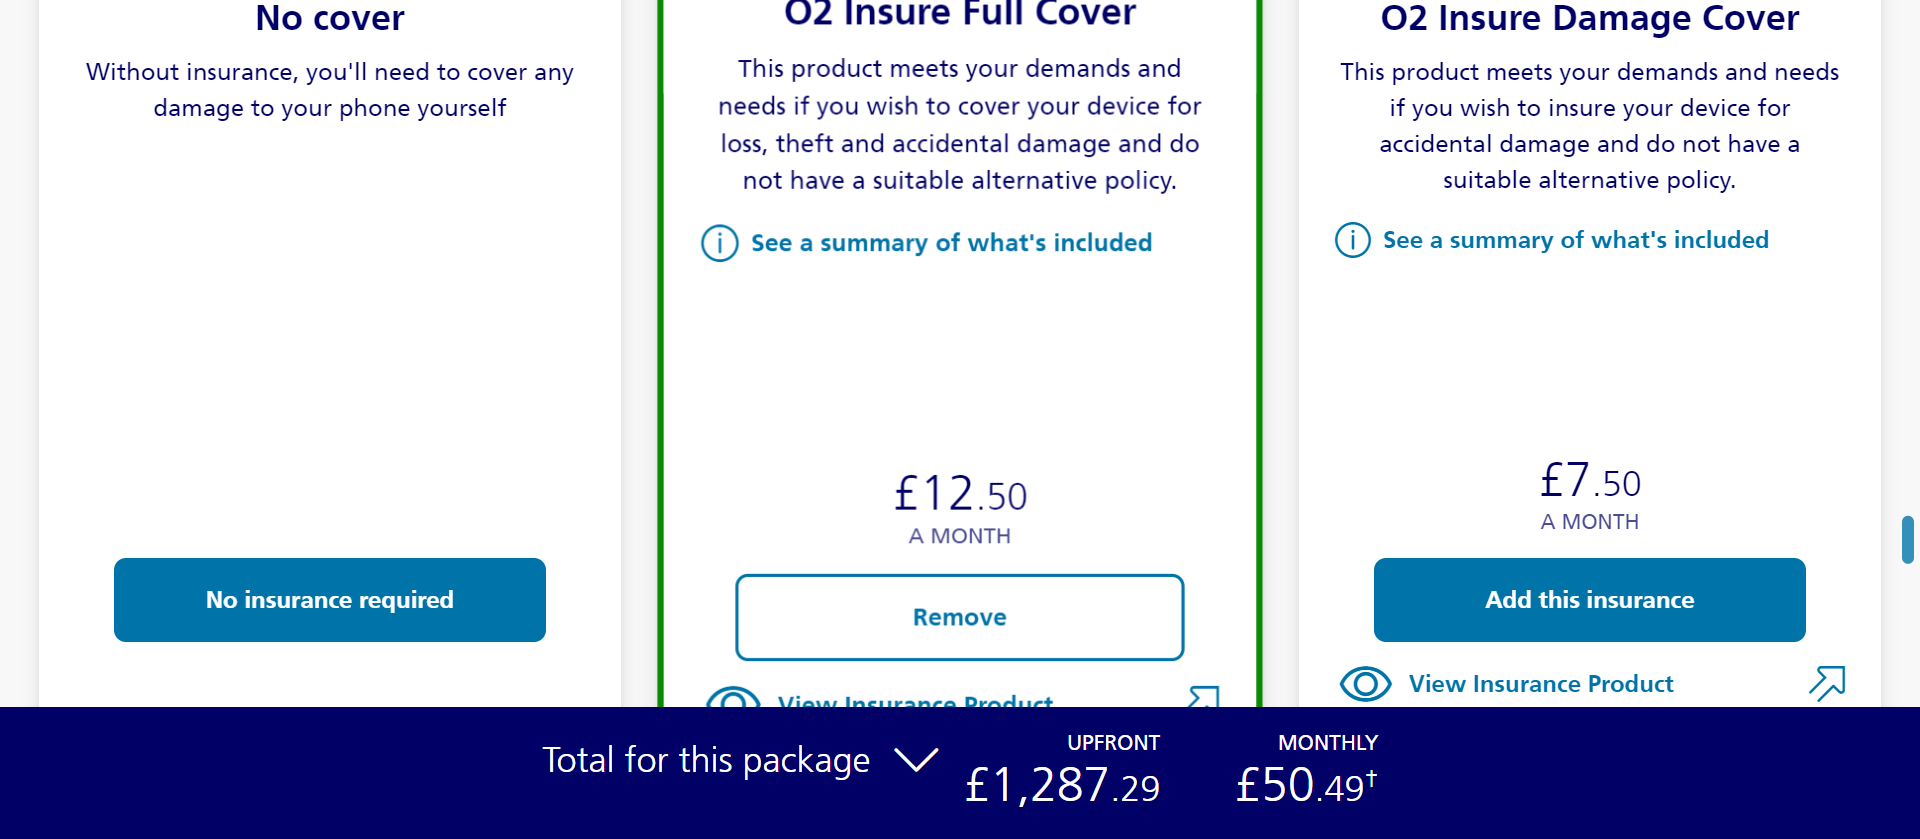 No cover
Without insurance, you'll need to cover any
damage to your phone yourself
No insurance required
O2 Insure Full Cover
This product meets your demands and
needs if you wish to cover your device for
loss, theft and accidental damage and do
not have a suitable alternative policy.
See a summary of what's included
£12.50
A MONTH
Remove
View Insurance Product
O2 Insure Damage Cover
This product meets your demands and needs
if you wish to insure your device for
accidental damage and do not have a
suitable alternative policy.
See a summary of what's included
£7.50
A MONTH
Add this insurance
View Insurance Product
Total for this package
UPFRONT
£1,287.29
MONTHLY
£50.49†